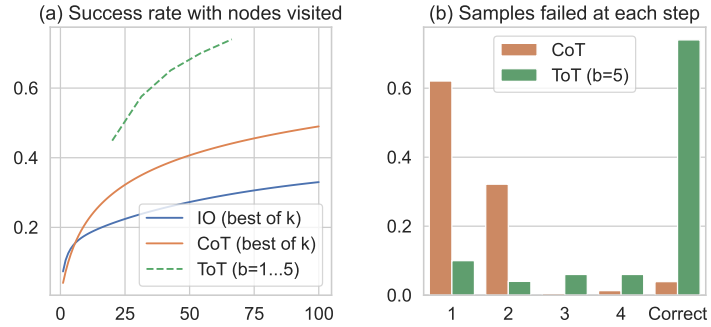 (a) Success rate with nodes visited
0.6
0.4
0.2
IO (best of k)
CoT (best of k)
ToT (b=1...5)
0 25 50 75 100
(b) Samples failed at each step
CoT
ToT (b=5)
0.6
0.4
0.2
0.0
1 2 3 4 Correct